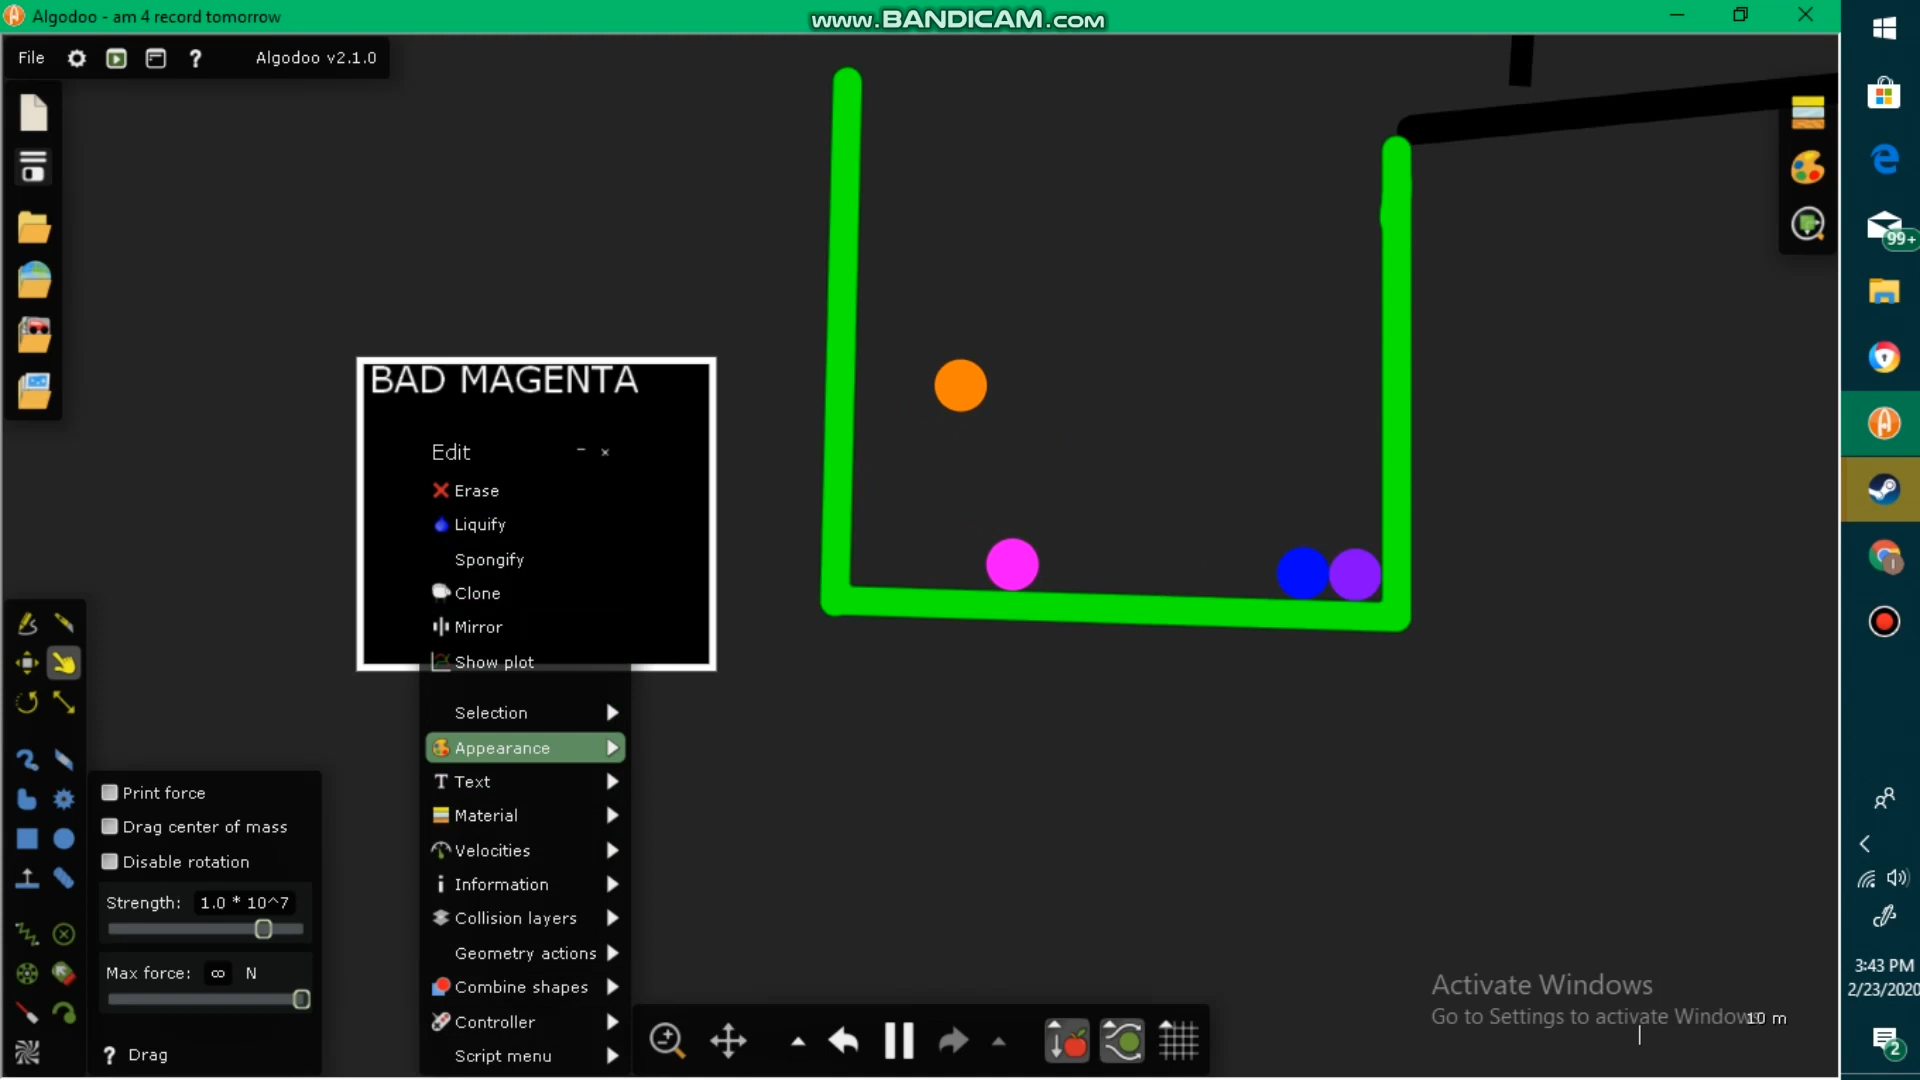 Algodoo - am 4 record tomorrow
www.BANDICAM.com
File
?
Algodoo v2.1.0
99+
BAD MAGENTA
Edit
Erase
Liquify
Spongify
Clone
Mirror
Show plot
Selection
Appearance
Text
Material
Velocities
Information
Collision layers
Geometry actions
Combine shapes
Controller
Script menu
Print force
Drag center of mass
Disable rotation
Strength: 1.0 * 10^7
Max force: ∞ N
? Drag
Activate Windows
Go to Settings to activate Windows
10 m
3:43 PM
2/23/2020
2